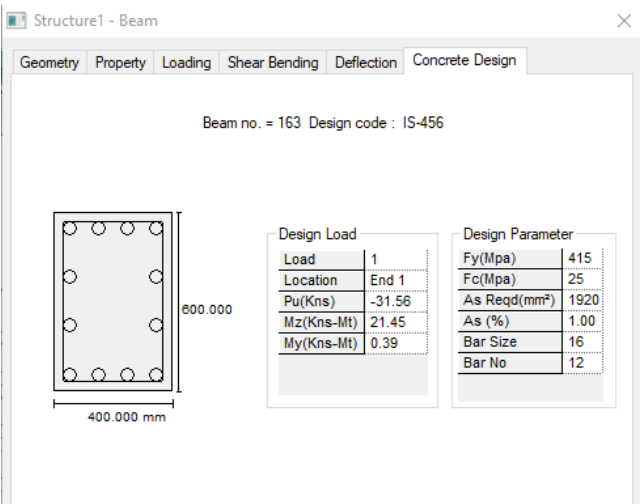 Structure1 - Beam
Geometry Property Loading Shear Bending Deflection Concrete Design
Beam no. = 163 Design code : IS-456
600.000
400.000 mm
Design Load
Load 1
Location End 1
Pu(Kns) -31.56
Mz(Kns-Mt) 21.45
My(Kns-Mt) 0.39
Design Parameter
Fy(Mpa) 415
Fc(Mpa) 25
As Reqd(mm²) 1920
As (%) 1.00
Bar Size 16
Bar No 12